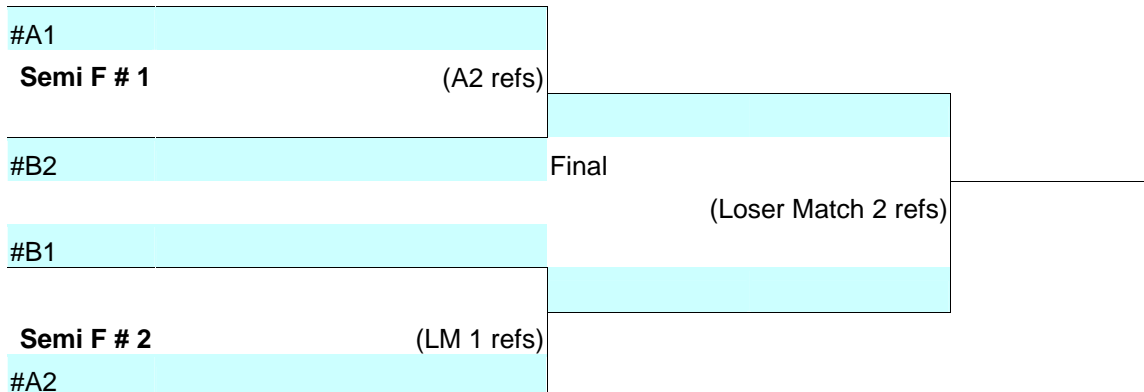 #A1
Semi F # 1 (A2 refs)
#B2 Final
(Loser Match 2 refs)
#B1
Semi F # 2 (LM 1 refs)
#A2